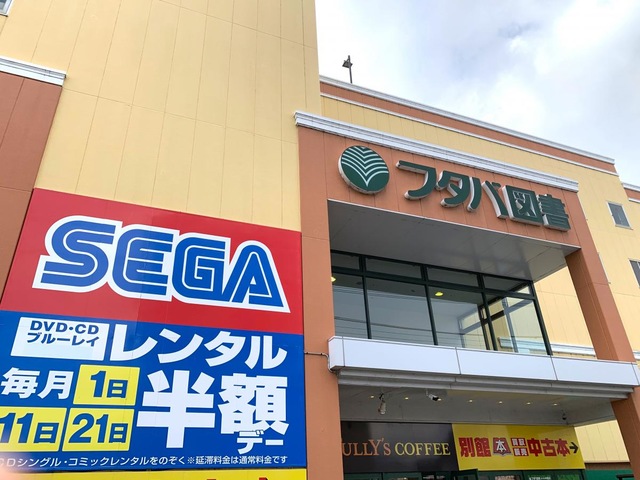 フタバ図書
SEGA
DVD・CD
ブルーレイ
レンタル
毎月1日
11日21日
半額
デー
CDシングル・コミックレンタルをのぞく ※延滞料金は通常料金です
ULLY'S COFFEE
別館 本 中古本→